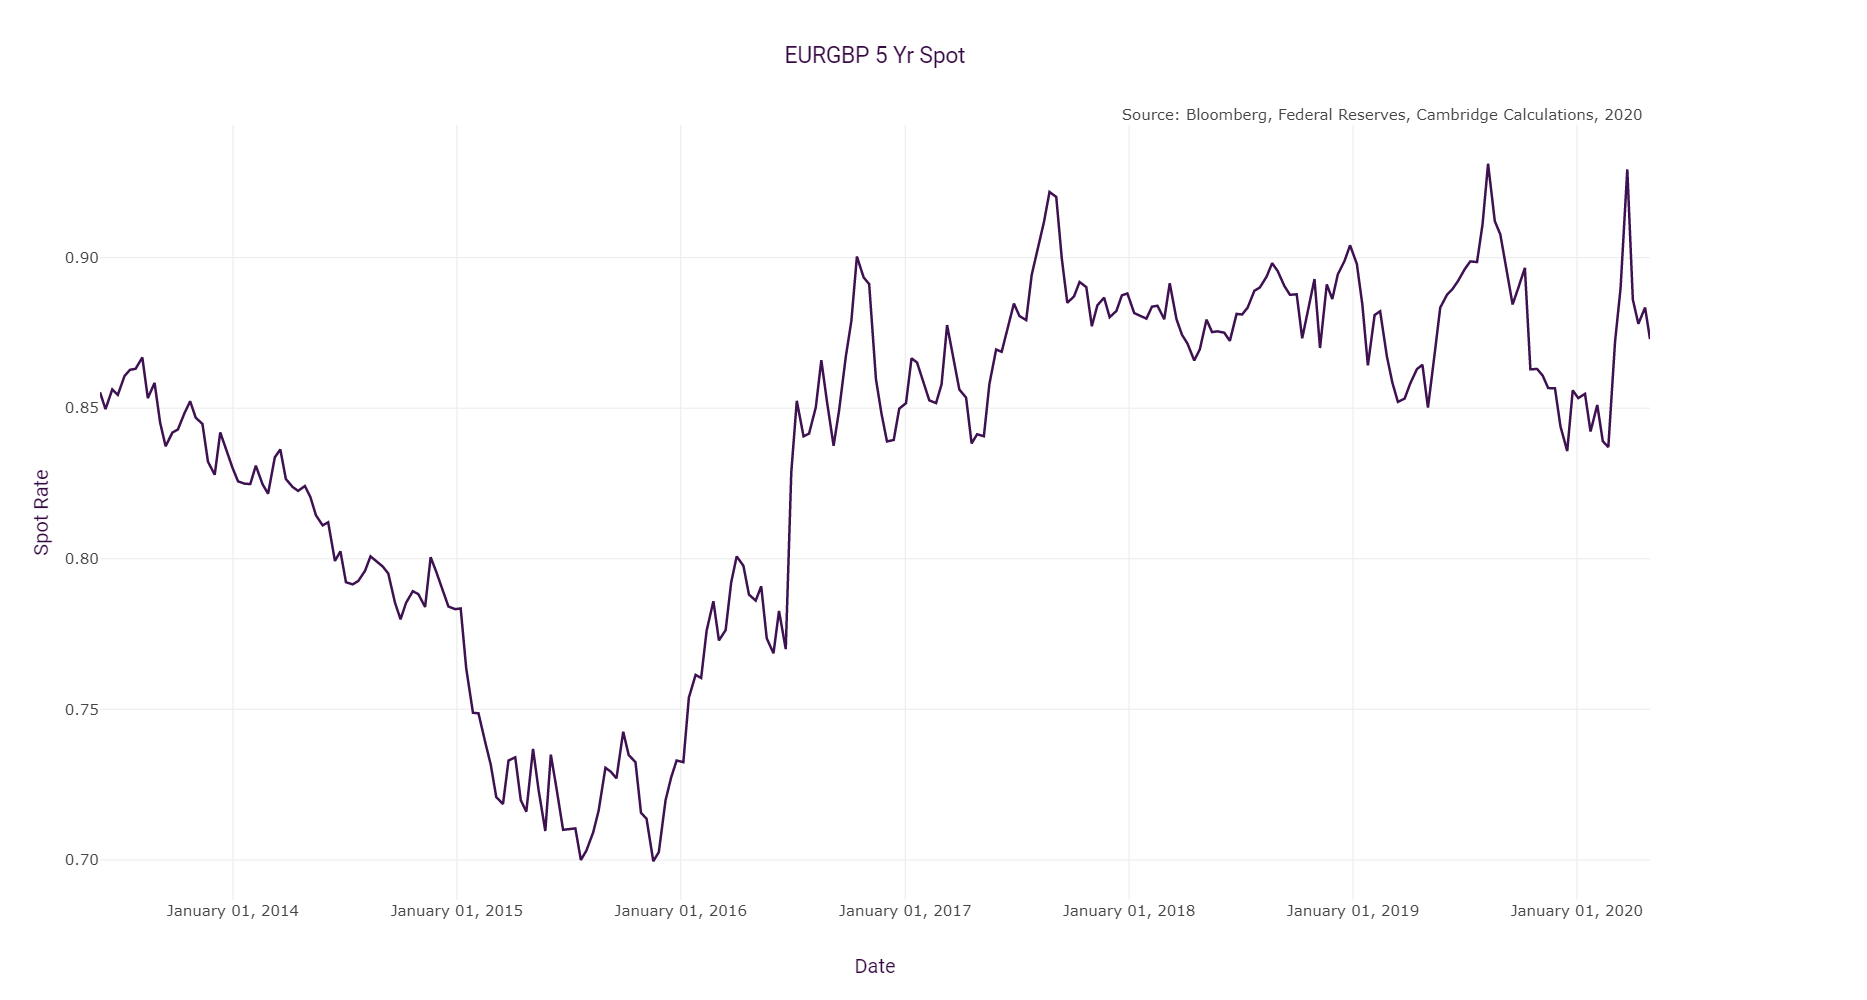 EURGBP 5 Yr Spot
Source: Bloomberg, Federal Reserves, Cambridge Calculations, 2020
0.90
0.85
0.80
0.75
0.70
Spot Rate
January 01, 2014
January 01, 2015
January 01, 2016
January 01, 2017
January 01, 2018
January 01, 2019
January 01, 2020
Date